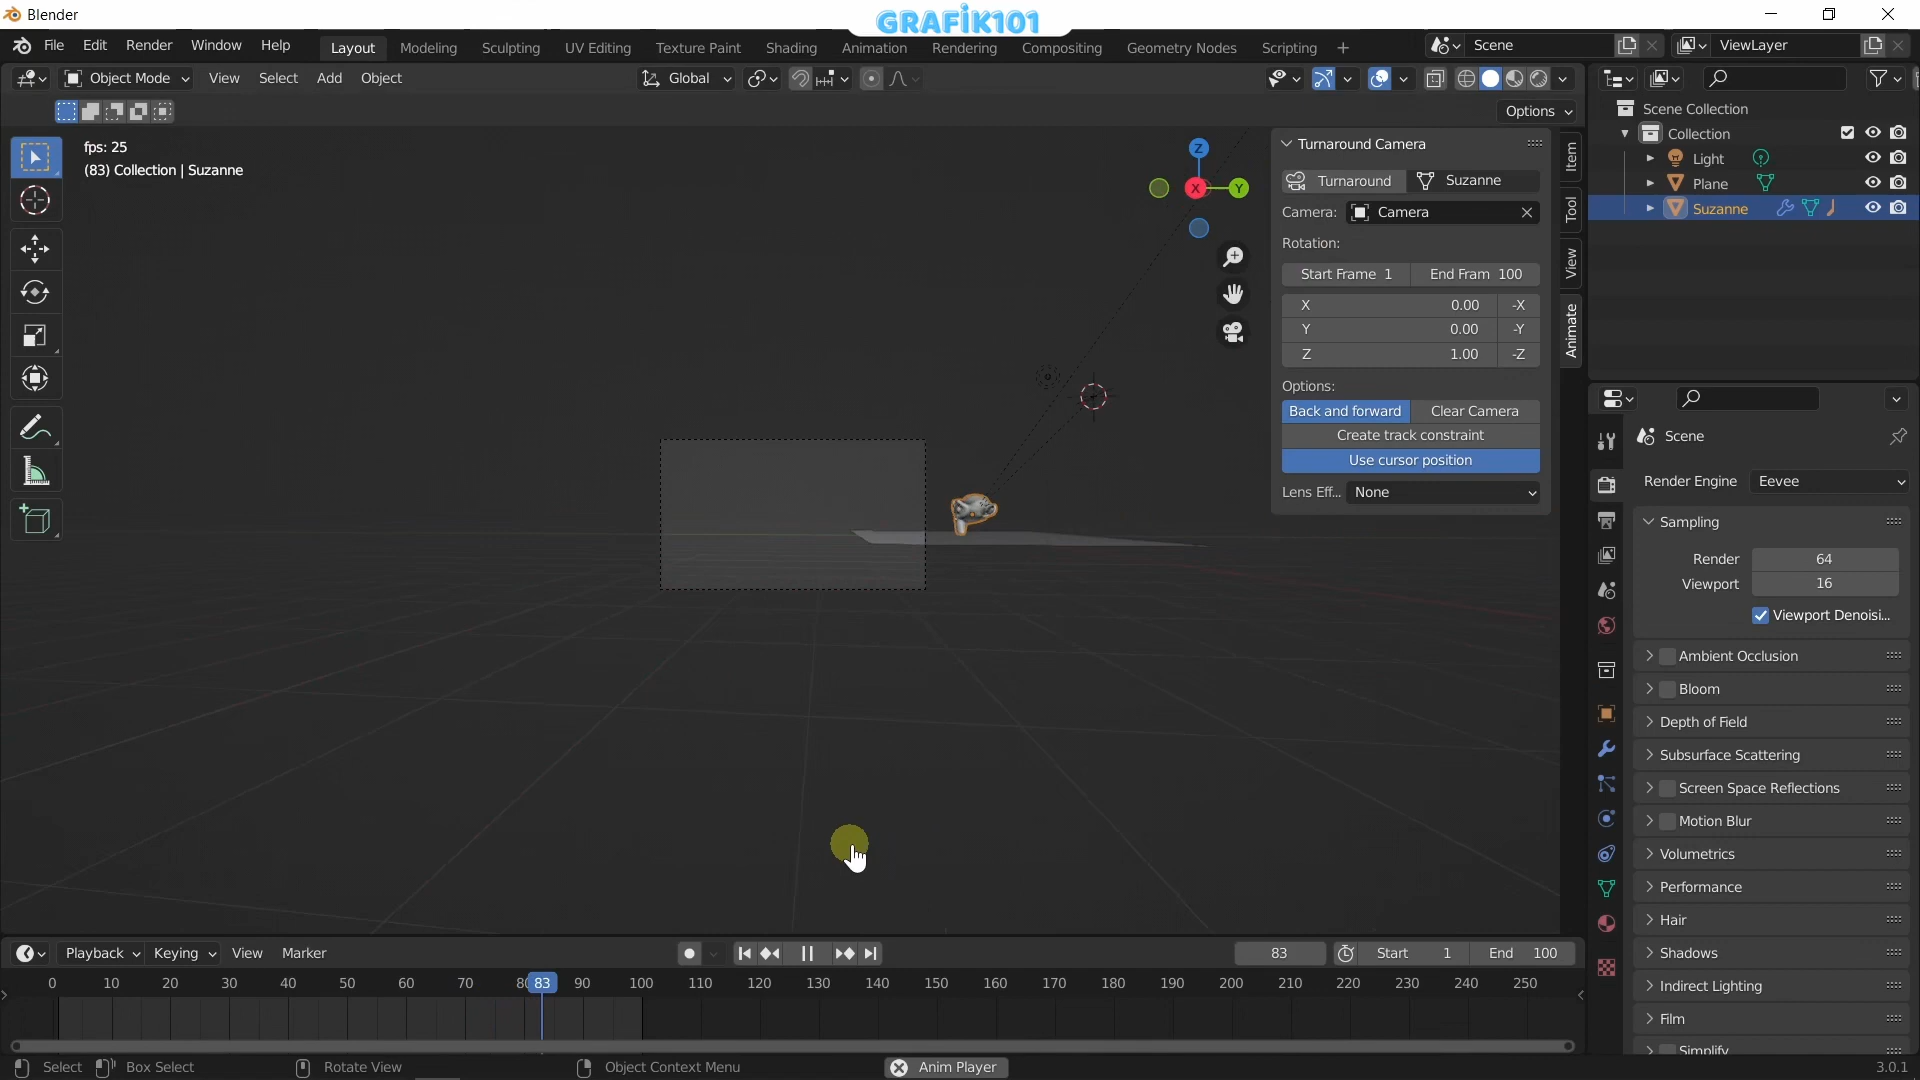 Blender
GRAFİK101
File Edit Render Window Help
Layout Modeling Sculpting UV Editing Texture Paint Shading Animation Rendering Compositing Geometry Nodes Scripting +
Scene
ViewLayer
Object Mode View Select Add Object
Global
Options
fps: 25
(83) Collection | Suzanne
Z
X
Y
Turnaround Camera
Turnaround Suzanne
Camera: Camera
Rotation:
Start Frame 1 End Fram 100
X 0.00 -X
Y 0.00 -Y
Z 1.00 -Z
Options:
Back and forward Clear Camera
Create track constraint
Use cursor position
Lens Eff... None
Item
Tool
View
Animate
Scene Collection
Collection
Light
Plane
Suzanne
Scene
Render Engine Eevee
Sampling
Render 64
Viewport 16
Viewport Denoisi...
Ambient Occlusion
Bloom
Depth of Field
Subsurface Scattering
Screen Space Reflections
Motion Blur
Volumetrics
Performance
Hair
Shadows
Indirect Lighting
Film
Simplify
Playback Keying View Marker
83 Start 1 End 100
0 10 20 30 40 50 60 70 80 83 90 100 110 120 130 140 150 160 170 180 190 200 210 220 230 240 250
Select Box Select Rotate View Object Context Menu Anim Player 3.0.1